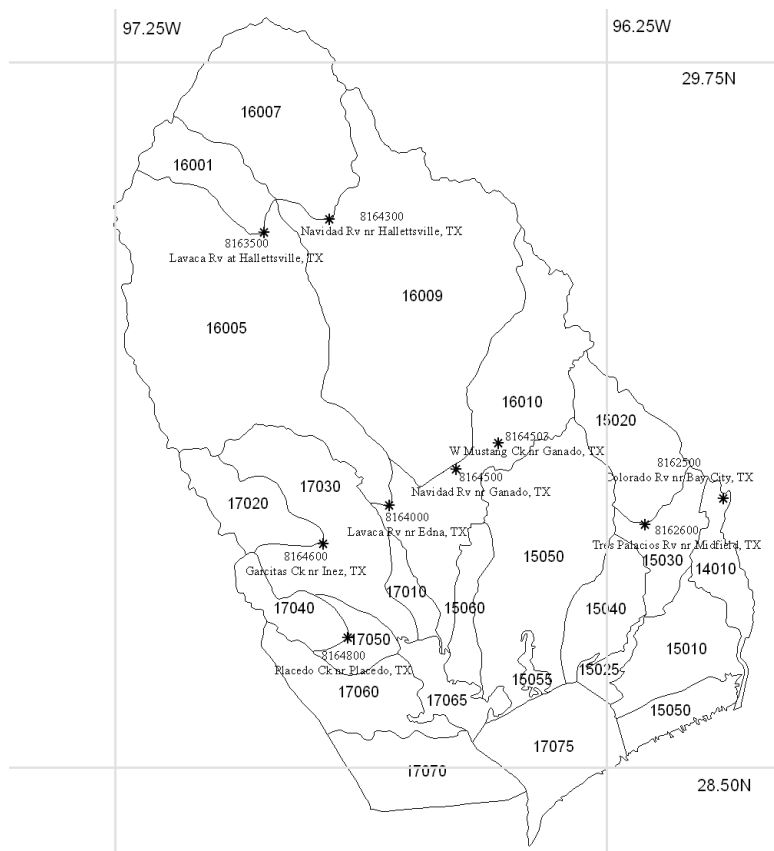 97.25W
96.25W
29.75N
16007
16001
8164300
Navidad Rv nr Hallettsville, TX
8163500
Lavaca Rv at Hallettsville, TX
16009
16005
16010
15020
8164503
W Mustang Ck nr Ganado, TX
8162500
Colorado Rv nr Bay City, TX
8164500
Navidad Rv nr Ganado, TX
17030
17020
8164000
Lavaca Rv nr Edna, TX
8162600
Tres Palacios Rv nr Midfield, TX
8164600
Garcitas Ck nr Inez, TX
15050
15030
14010
17010
17040
15060
15040
17050
8164800
Placedo Ck nr Placedo, TX
15010
15025
15055
17060
17065
15050
17075
17070
28.50N